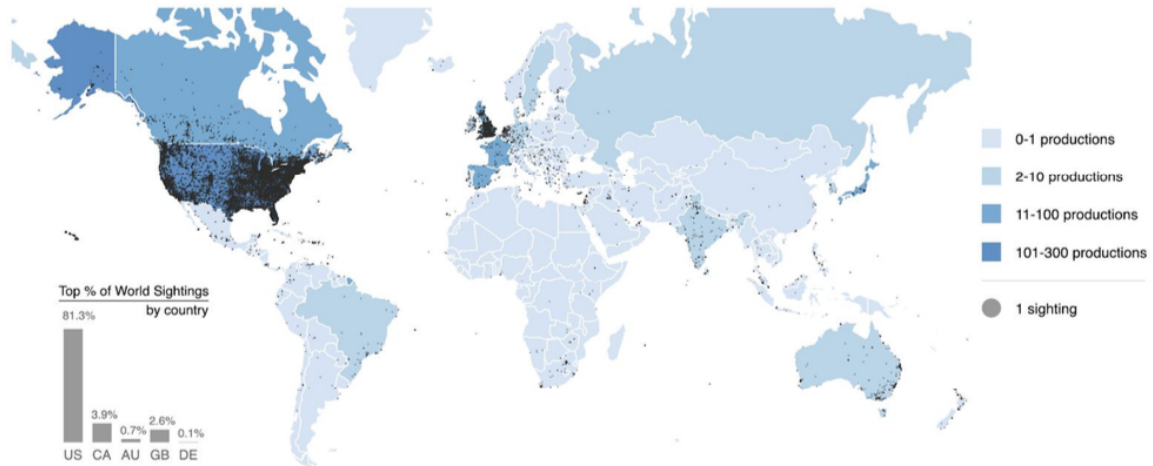 0-1 productions
2-10 productions
11-100 productions
101-300 productions
1 sighting
Top % of World Sightings
by country
81.3%
3.9%
0.7%
2.6%
0.1%
US CA AU GB DE